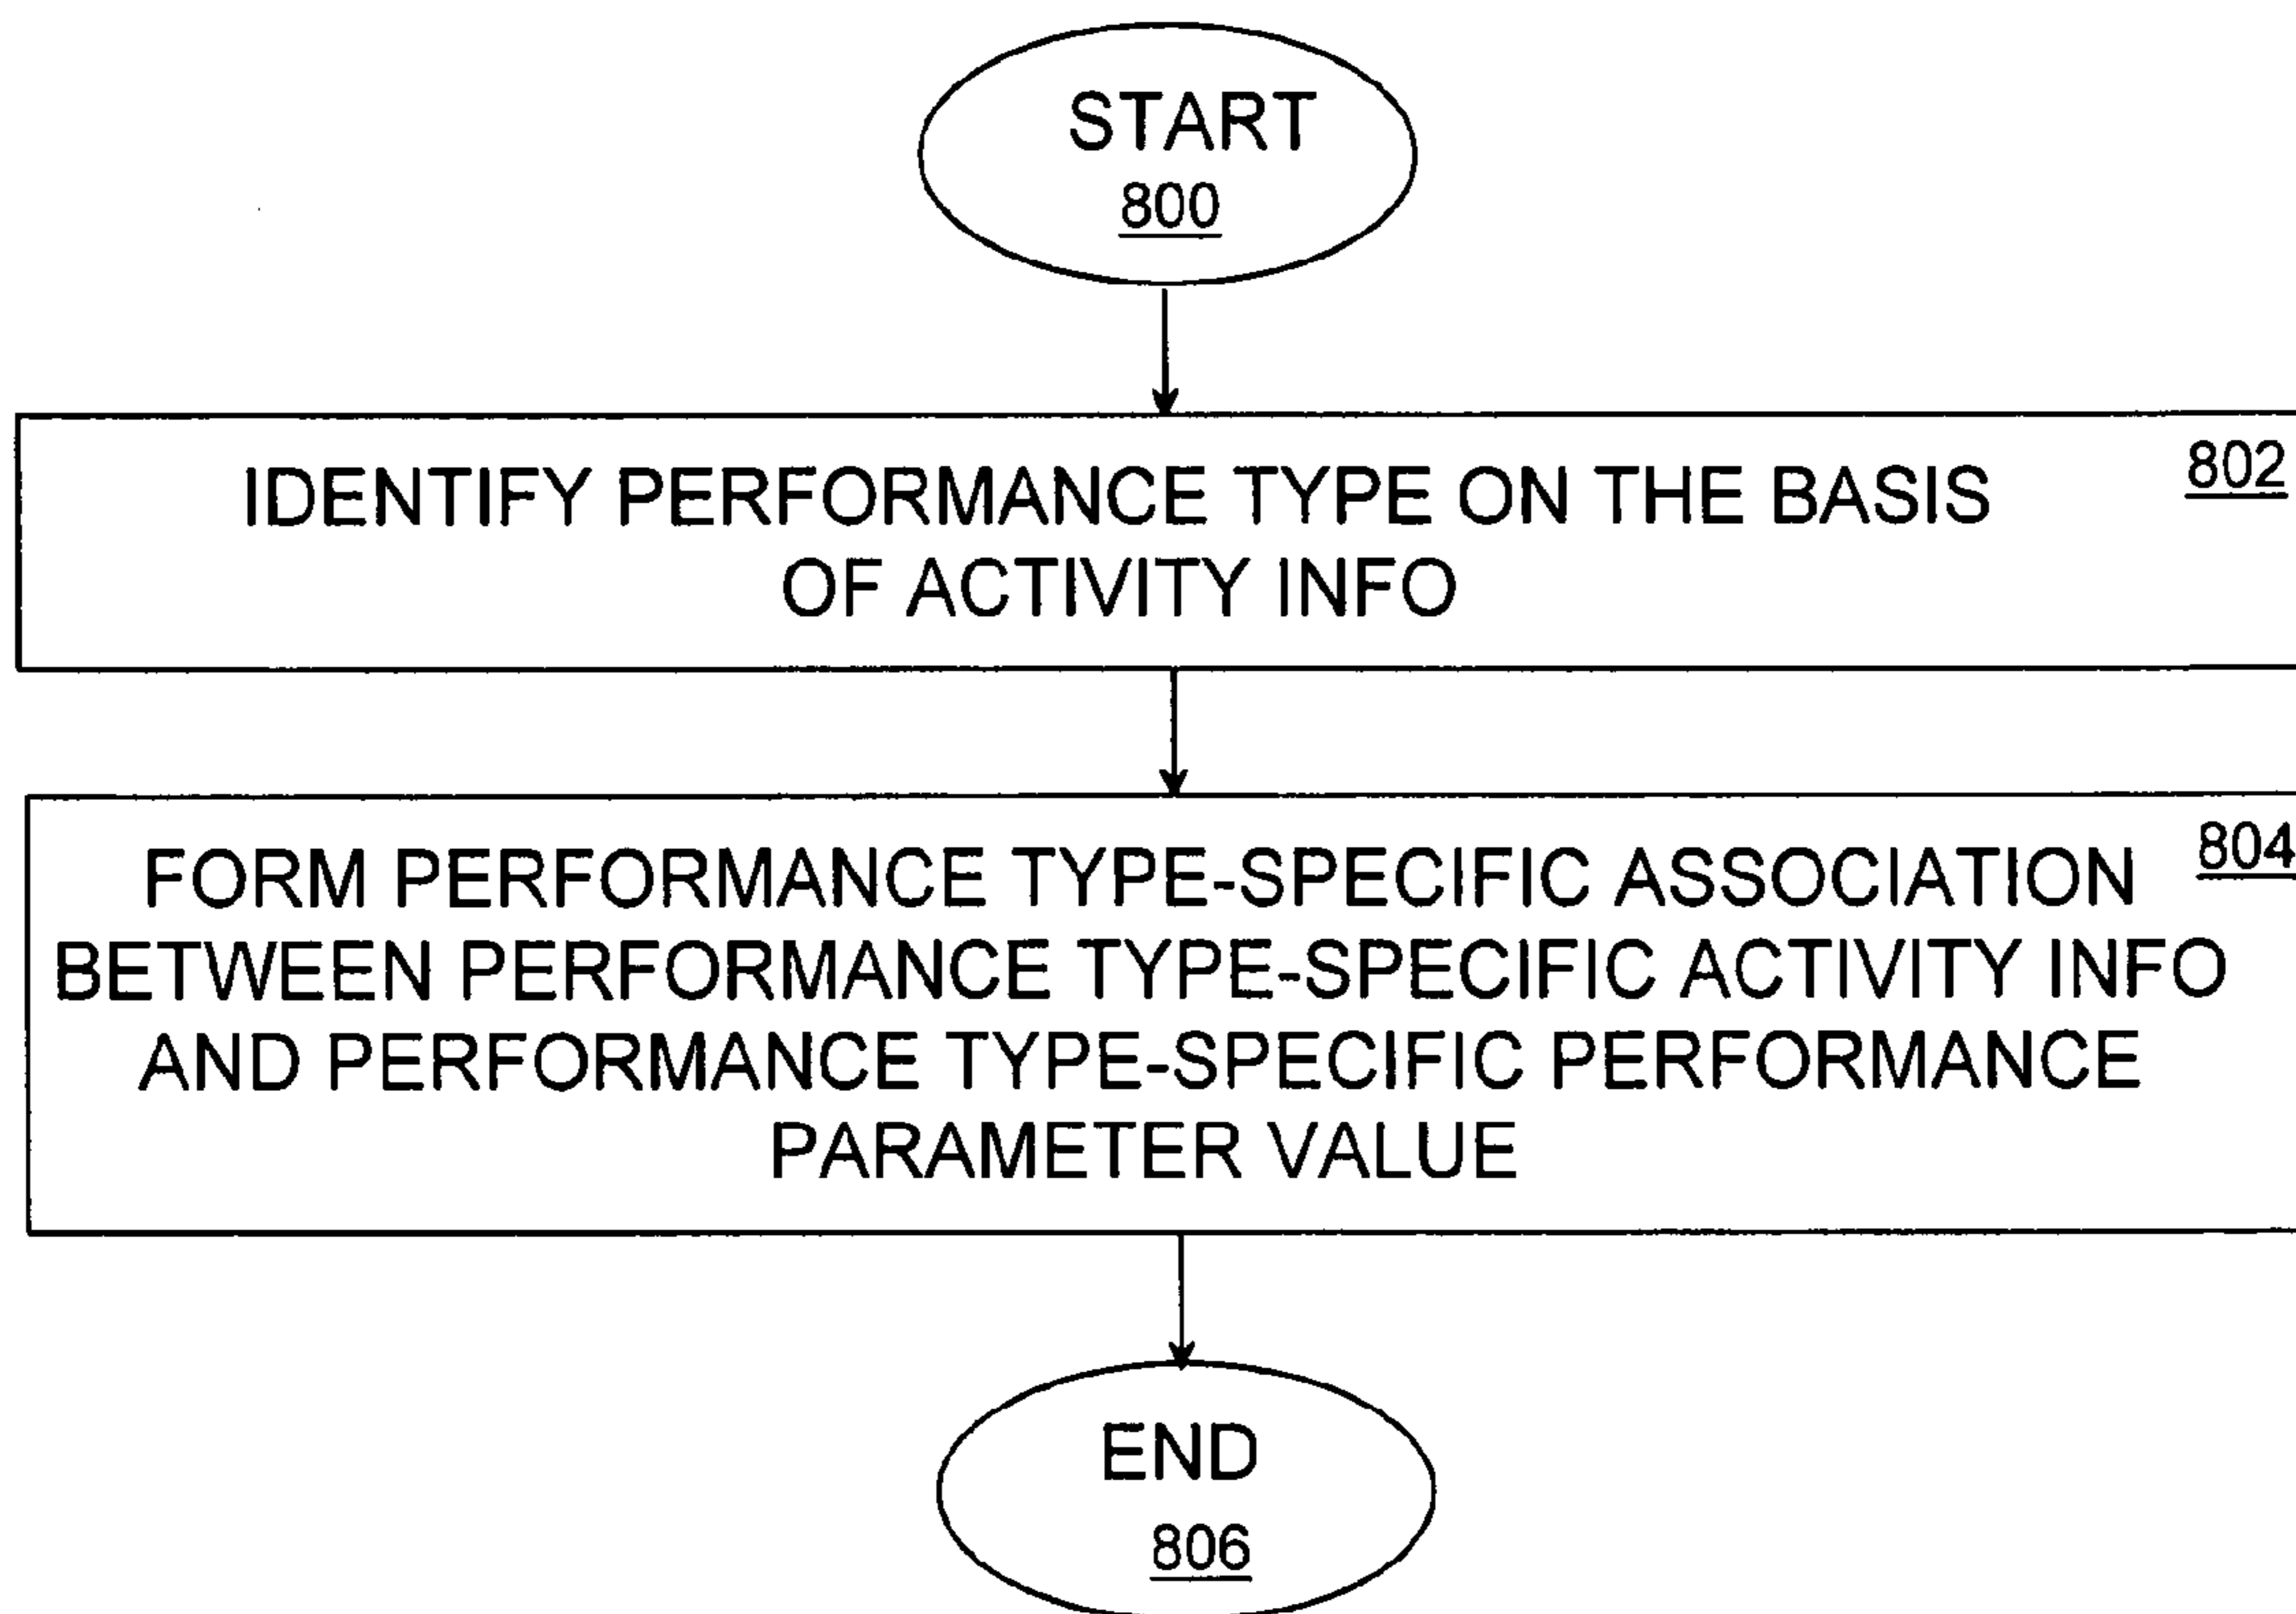 START
800
802
IDENTIFY PERFORMANCE TYPE ON THE BASIS
OF ACTIVITY INFO
804
FORM PERFORMANCE TYPE-SPECIFIC ASSOCIATION
BETWEEN PERFORMANCE TYPE-SPECIFIC ACTIVITY INFO
AND PERFORMANCE TYPE-SPECIFIC PERFORMANCE
PARAMETER VALUE
END
806